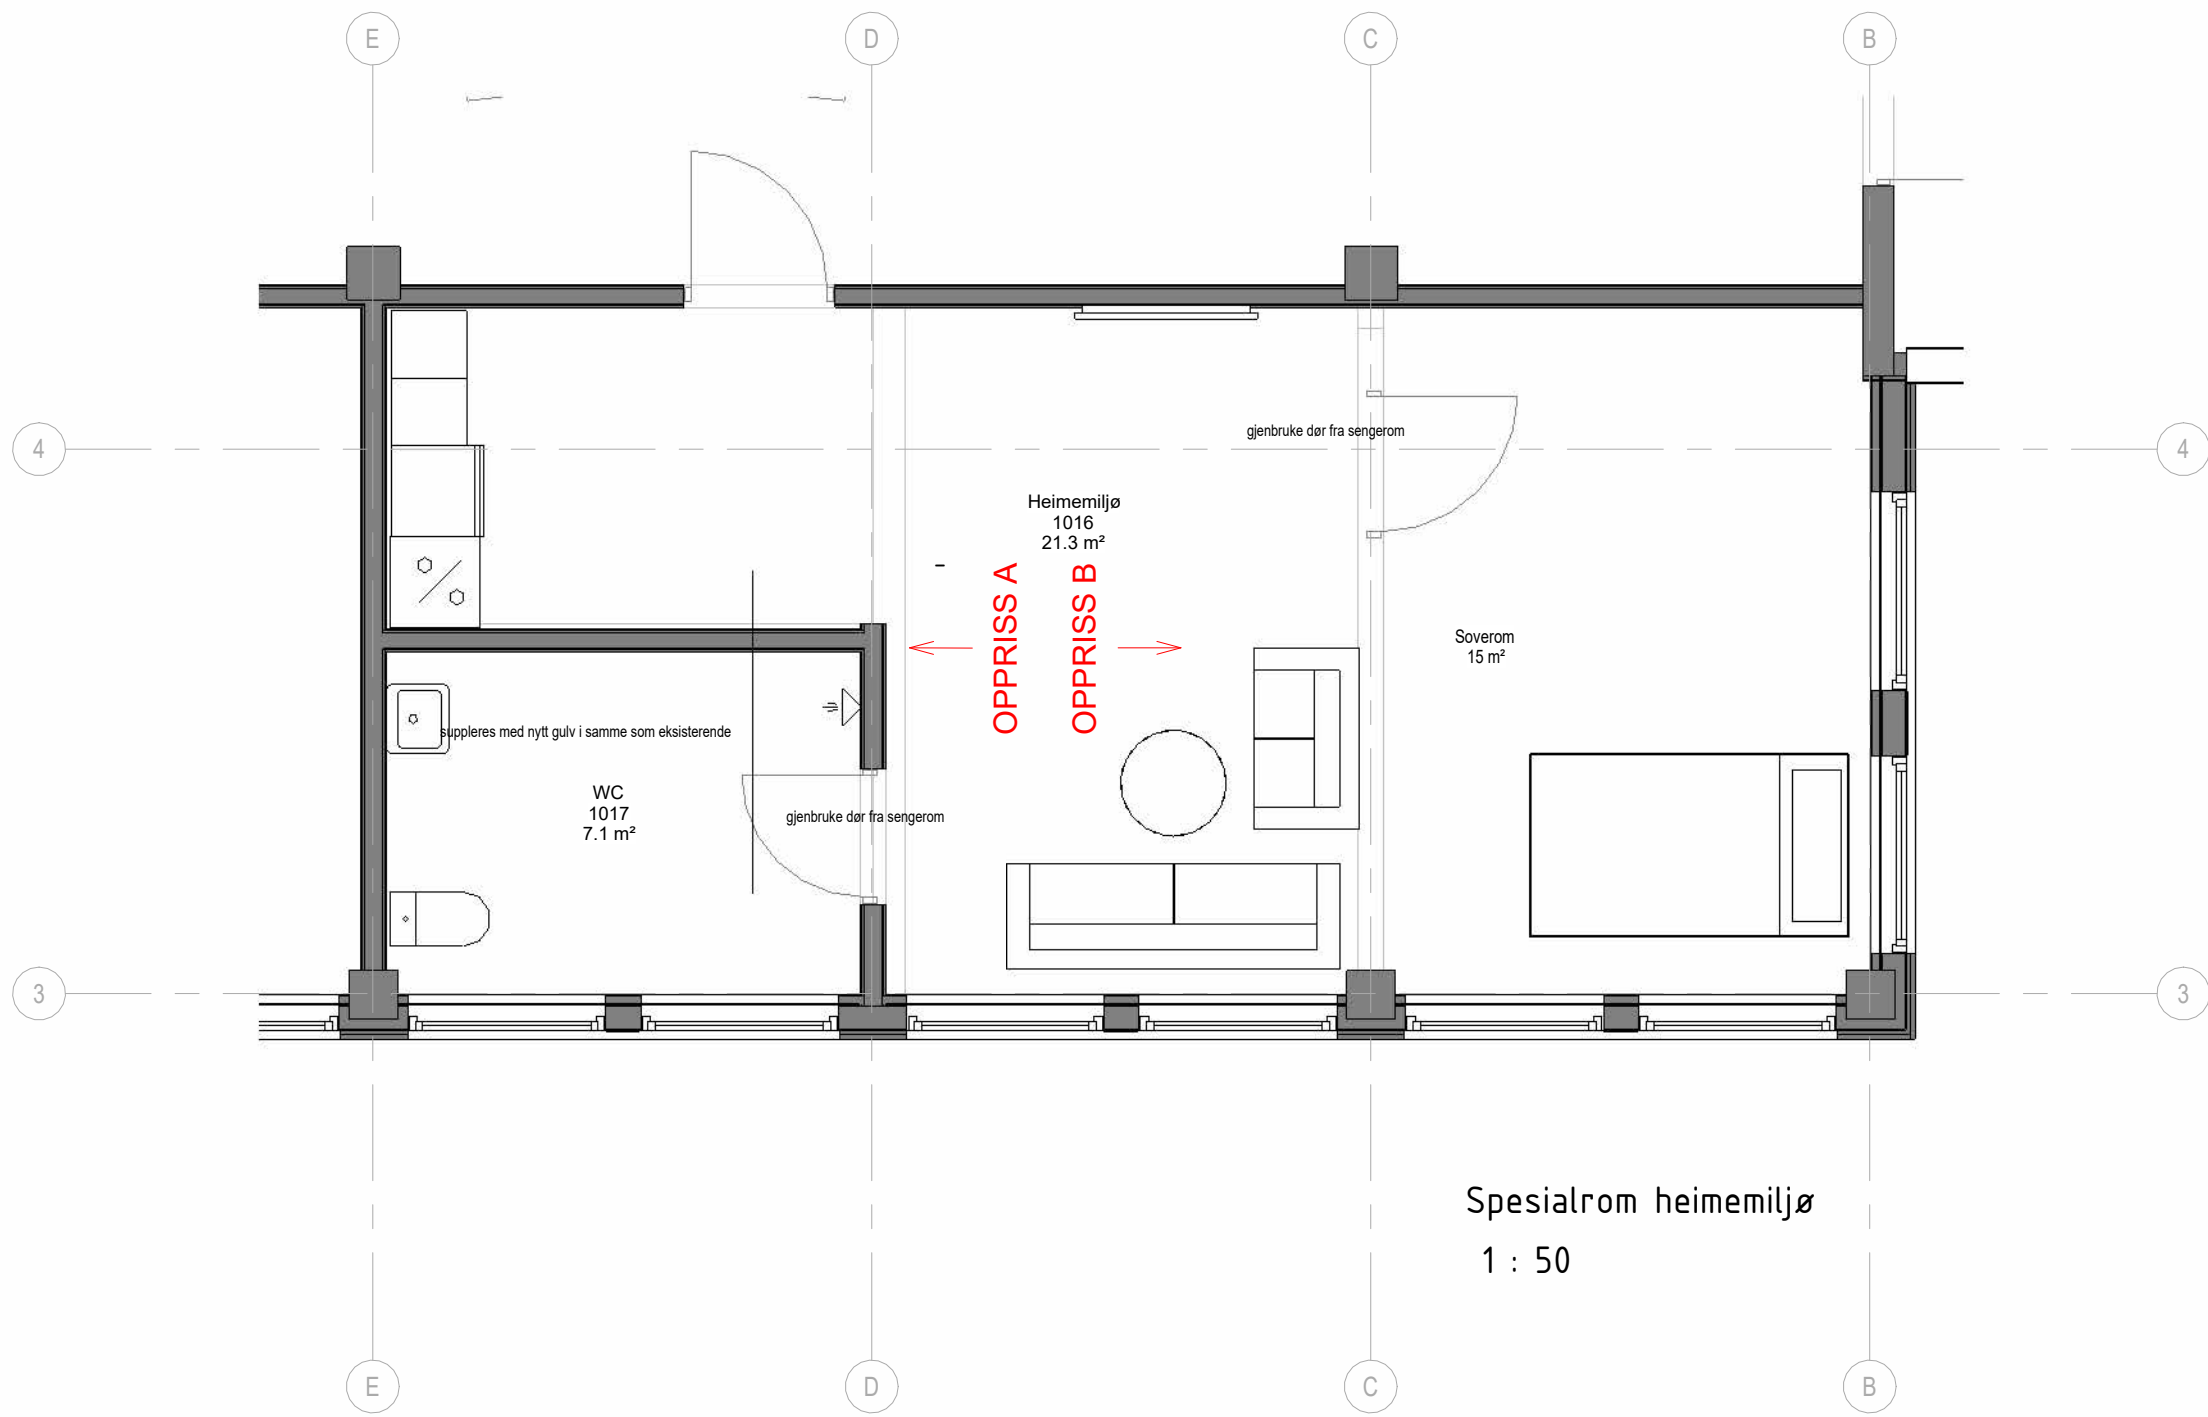 E D C B
gjenbruke dør fra sengerom
4 4
Heimemiljø
1016
21.3 m²
OPPRISS A
OPPRISS B
Soverom
15 m²
suppleres med nytt gulv i samme som eksisterende
WC
1017
7.1 m²
gjenbruke dør fra sengerom
3 3
Spesialrom heimemiljø
1 : 50
E D C B